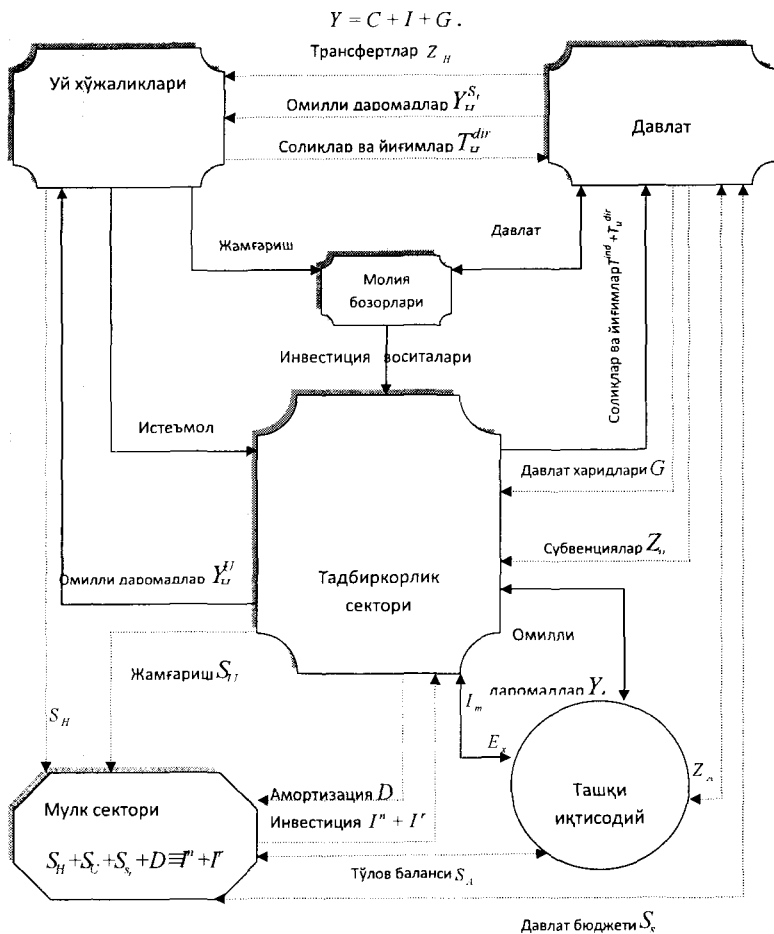 Y = C + I + G .
Трансфертлар Z_H
Уй хўжаликлари
Омилли даромадлар Y_H^{S_t}
Давлат
Солиқлар ва йиғимлар T_H^{dir}
Жамғариш
Давлат
Молия
бозорлари
Солиқлар ва йиғимлар T^{ind}+T_u^{dir}
Инвестиция воситалари
Истеъмол
Давлат харидлари G
Субвенциялар Z_u
Омилли даромадлар Y_H^U
Тадбиркорлик
сектори
Омилли
Жамғариш S_U
даромадлар Y
I_m
S_H
E_x
Z_A
Амортизация D
Ташқи
иқтисодий
Мулк сектори
Инвестиция I^n + I^r
S_H+S_U+S_{s_t}+D≡I^n+I^r
Тўлов баланси S_A
Давлат бюджети S_s